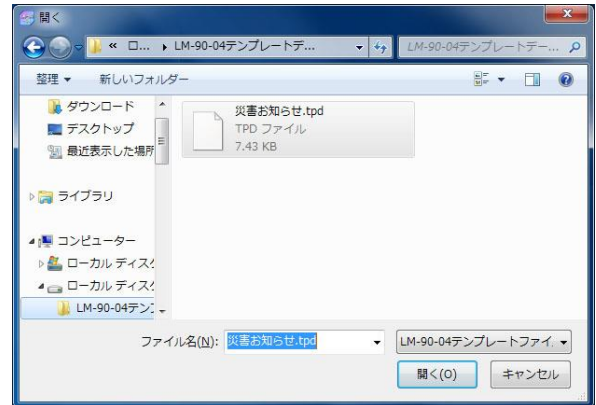 開く
« ロ... ▸ LM-90-04テンプレートデ...
LM-90-04テンプレートデー...
整理 ▼ 新しいフォルダー
ダウンロード
デスクトップ
最近表示した場所
ライブラリ
コンピューター
ローカル ディスク
ローカル ディスク
LM-90-04テンプ
災害お知らせ.tpd
TPD ファイル
7.43 KB
ファイル名(N): 災害お知らせ.tpd
LM-90-04テンプレートファイ.
開く(O) キャンセル